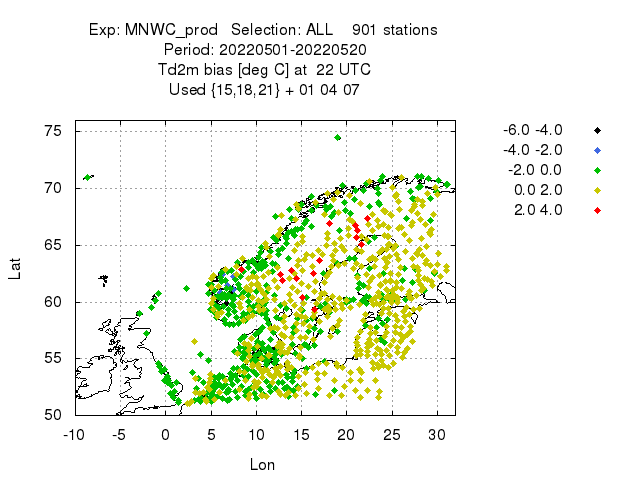 Exp: MNWC_prod Selection: ALL 901 stations
Period: 20220501-20220520
Td2m bias [deg C] at 22 UTC
Used {15,18,21} + 01 04 07
-6.0 -4.0
-4.0 -2.0
-2.0 0.0
0.0 2.0
2.0 4.0
75
70
65
60
55
50
Lat
-10 -5 0 5 10 15 20 25 30
Lon